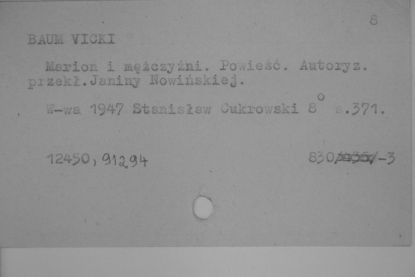 8
BAUM VICKI
Marion i mężczyźni. Powieść. Autoryz.
przekł. Janiny Nowińskiej.
W-wa 1947 Stanisław Cukrowski 8° s.371.
12450, 91294 830 -3